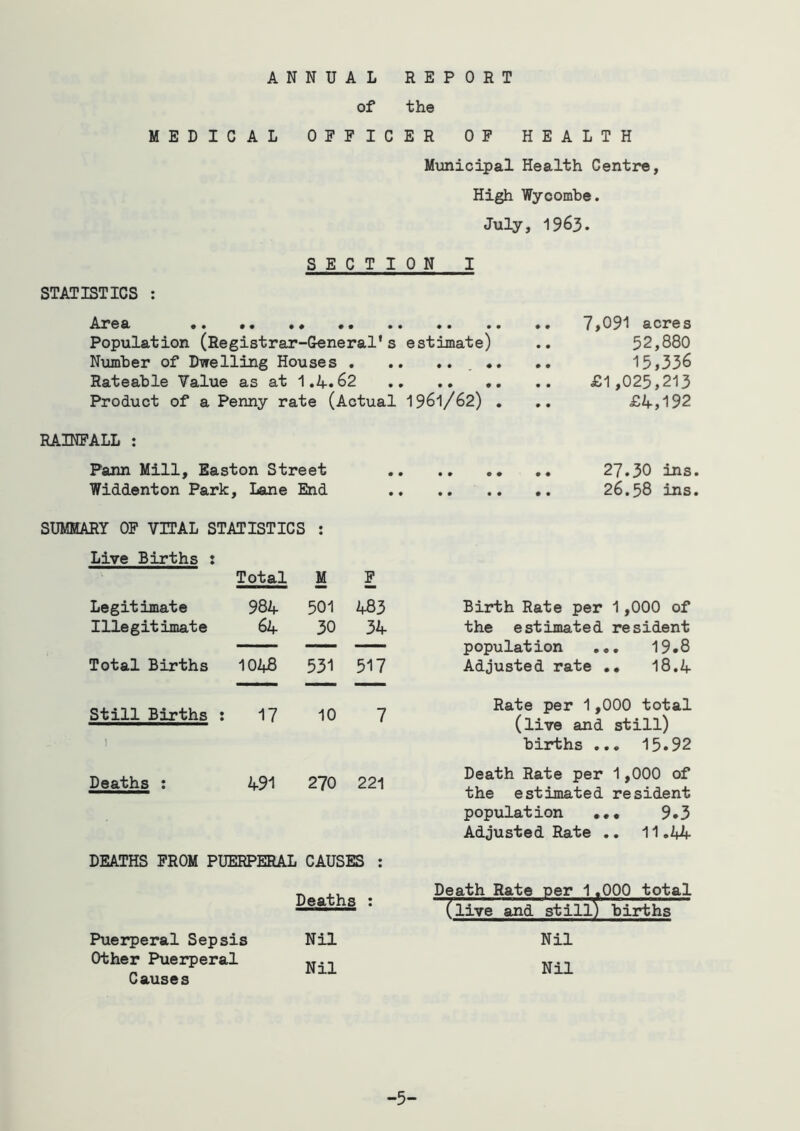 ANNUAL REPORT
of the
MEDICAL OFFICER OF HEALTH
Municipal Health Centre,
High Wycombe.
July, 1963.
SECTION I
STATISTICS :
Area .. .. .. .. .. .. .. .. 7,091 acres
Population (Registrar-General's estimate) .. 52,880
Number of Dwelling Houses . .. .. .. .. 15,336
Rateable Value as at 1.4.62 .. .. .. .. £1,025,213
Product of a Penny rate (Actual 1961/62) . .. £4,192
RAINFALL :
Pann Mill, Easton Street .. .. .. .. 27.30 ins.
Widdenton Park, Lane End .. .. .. .. 26.58 ins.
SUMMARY OF VITAL STATISTICS :
Live Births :
Total M F
Legitimate 984 501 483 Birth Rate per 1,000 of
Illegitimate 64 30 34 the estimated resident
population ... 19.8
Total Births 1048 531 517 Adjusted rate .. 18.4
Still Births : 17 10 7 Rate per 1,000 total
(live and still)
births ... 15.92
Deaths : 491 270 221 Death Rate per 1,000 of
the estimated resident
population ... 9.3
Adjusted Rate .. 11.44
DEATHS FROM PUERPERAL CAUSES :
Deaths : Death Rate per 1,000 total
(live and still) births
Puerperal Sepsis Nil Nil
Other Puerperal
Causes Nil Nil
-5-